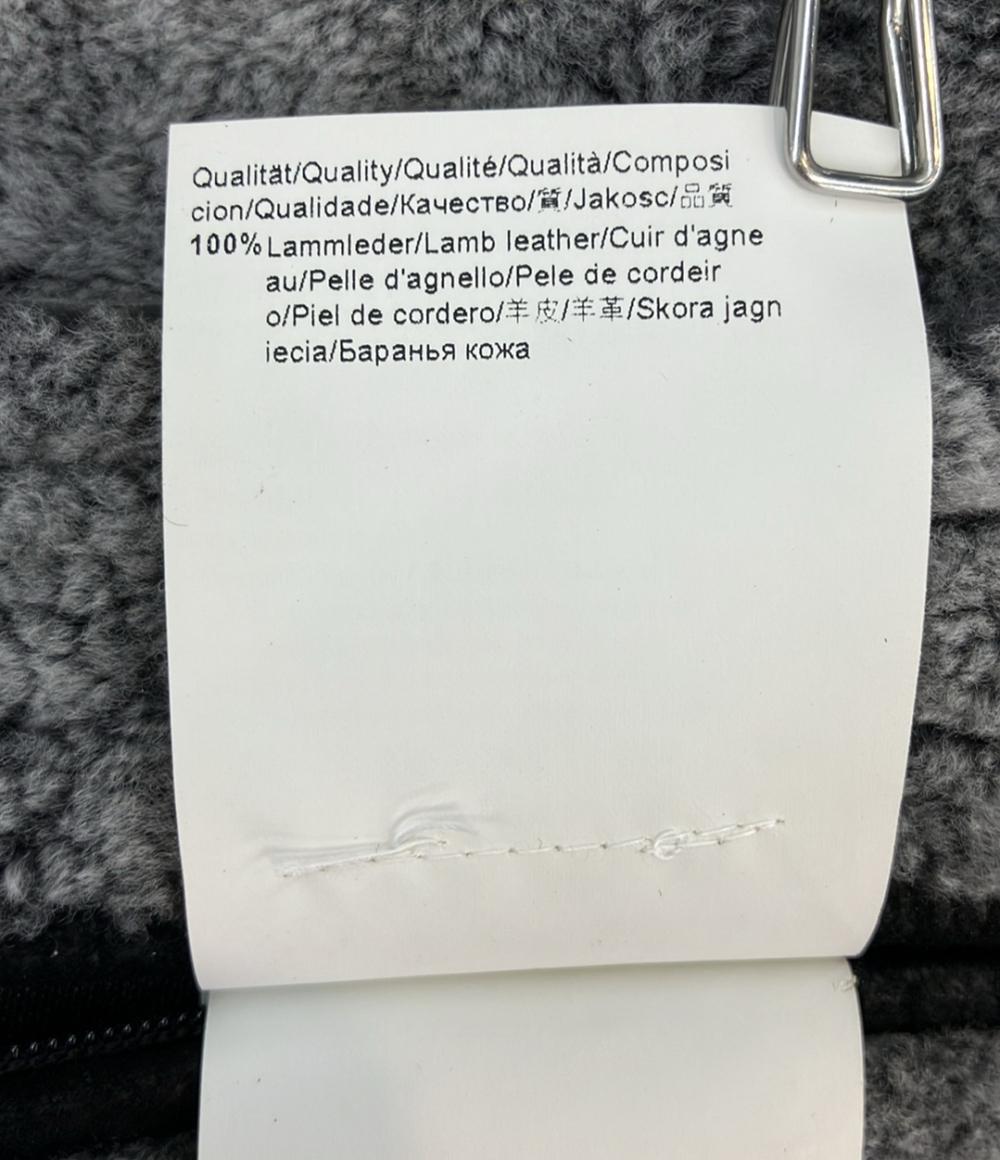 Qualität/Quality/Qualité/Qualità/Composi
cion/Qualidade/Качество/質/Jakosc/品質
100% Lammleder/Lamb leather/Cuir d'agne
au/Pelle d'agnello/Pele de cordeir
o/Piel de cordero/羊皮/羊革/Skora jagn
iecia/Баранья кожа